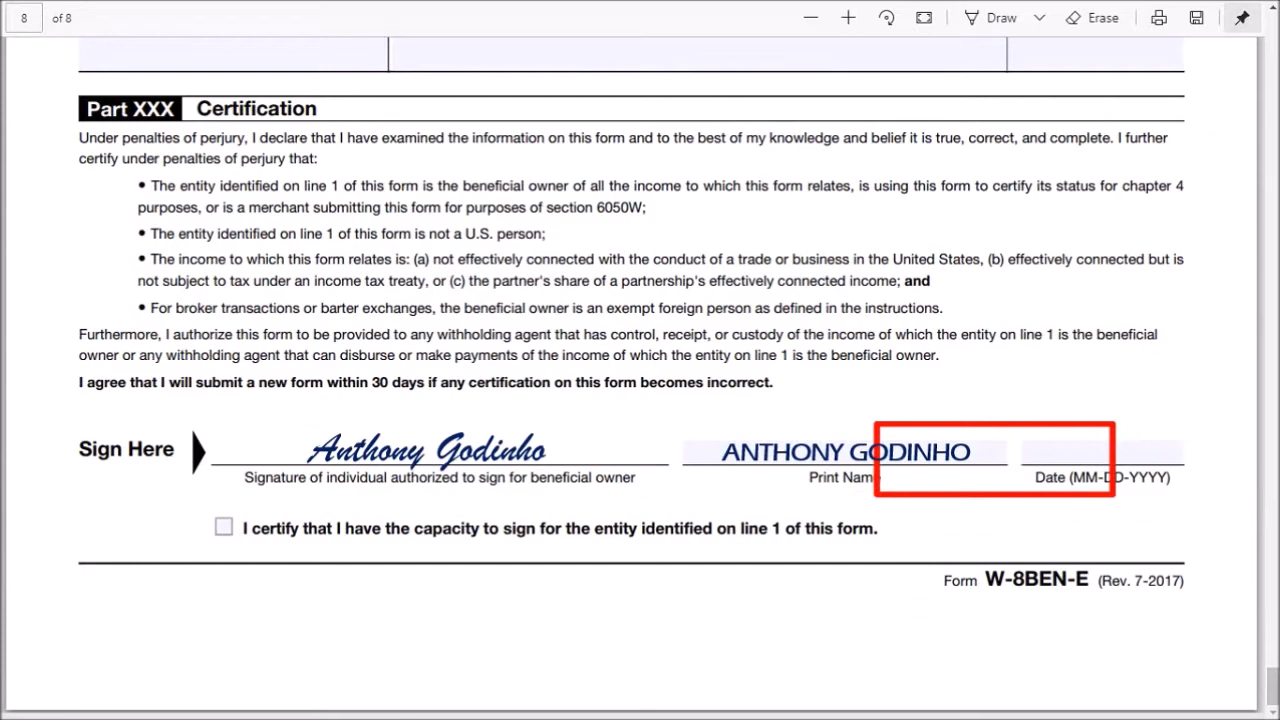 8 of 8 Draw Erase
Part XXX Certification
Under penalties of perjury, I declare that I have examined the information on this form and to the best of my knowledge and belief it is true, correct, and complete. I further
certify under penalties of perjury that:
• The entity identified on line 1 of this form is the beneficial owner of all the income to which this form relates, is using this form to certify its status for chapter 4
purposes, or is a merchant submitting this form for purposes of section 6050W;
• The entity identified on line 1 of this form is not a U.S. person;
• The income to which this form relates is: (a) not effectively connected with the conduct of a trade or business in the United States, (b) effectively connected but is
not subject to tax under an income tax treaty, or (c) the partner's share of a partnership's effectively connected income; and
• For broker transactions or barter exchanges, the beneficial owner is an exempt foreign person as defined in the instructions.
Furthermore, I authorize this form to be provided to any withholding agent that has control, receipt, or custody of the income of which the entity on line 1 is the beneficial
owner or any withholding agent that can disburse or make payments of the income of which the entity on line 1 is the beneficial owner.
I agree that I will submit a new form within 30 days if any certification on this form becomes incorrect.
Sign Here Anthony Godinho ANTHONY GODINHO
Signature of individual authorized to sign for beneficial owner Print Name Date (MM-DD-YYYY)
I certify that I have the capacity to sign for the entity identified on line 1 of this form.
Form W-8BEN-E (Rev. 7-2017)